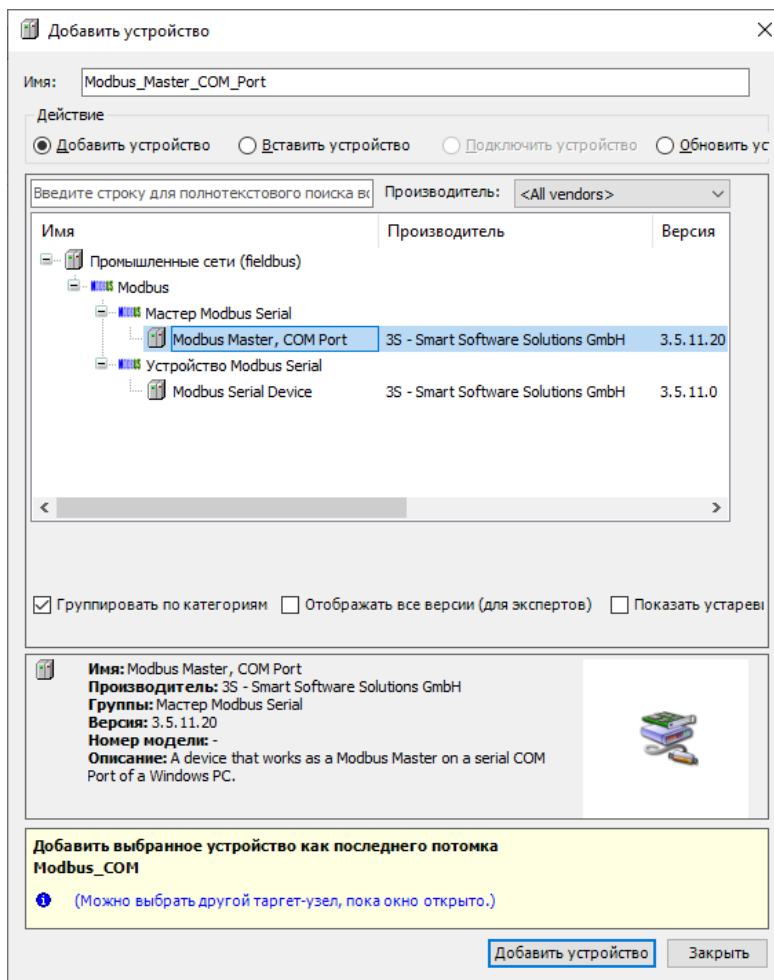 Добавить устройство
Имя: Modbus_Master_COM_Port
Действие
Добавить устройство Вставить устройство Подключить устройство Обновить ус
Введите строку для полнотекстового поиска во Производитель: <All vendors>
Имя Производитель Версия
Промышленные сети (fieldbus)
Modbus
Мастер Modbus Serial
Modbus Master, COM Port 3S - Smart Software Solutions GmbH 3.5.11.20
Устройство Modbus Serial
Modbus Serial Device 3S - Smart Software Solutions GmbH 3.5.11.0
Группировать по категориям Отображать все версии (для экспертов) Показать устареві
Имя: Modbus Master, COM Port
Производитель: 3S - Smart Software Solutions GmbH
Группы: Мастер Modbus Serial
Версия: 3.5.11.20
Номер модели: -
Описание: A device that works as a Modbus Master on a serial COM
Port of a Windows PC.
Добавить выбранное устройство как последнего потомка
Modbus_COM
(Можно выбрать другой таргет-узел, пока окно открыто.)
Добавить устройство Закрыть